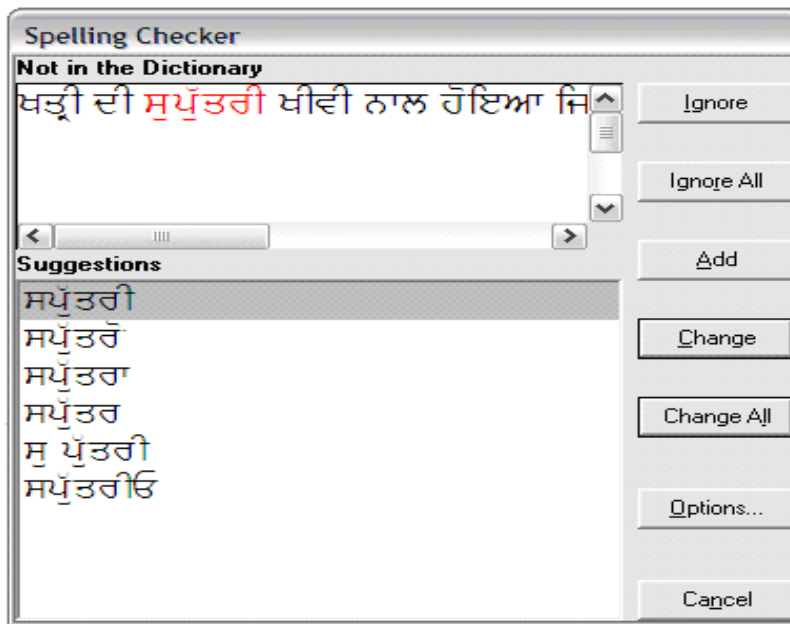 Spelling Checker
Not in the Dictionary
ਖਤ੍ਰੀ ਦੀ ਸੁਪੁੱਤਰੀ ਖੀਵੀ ਨਾਲ ਹੋਇਆ ਜਿ
Ignore
Ignore All
Add
Suggestions
ਸਪੁੱਤਰੀ
ਸਪੁੱਤਰੋ
ਸਪੁੱਤਰਾ
ਸਪੁੱਤਰ
ਸੁ ਪੁੱਤਰੀ
ਸਪੁੱਤਰੀਓ
Change
Change All
Options...
Cancel